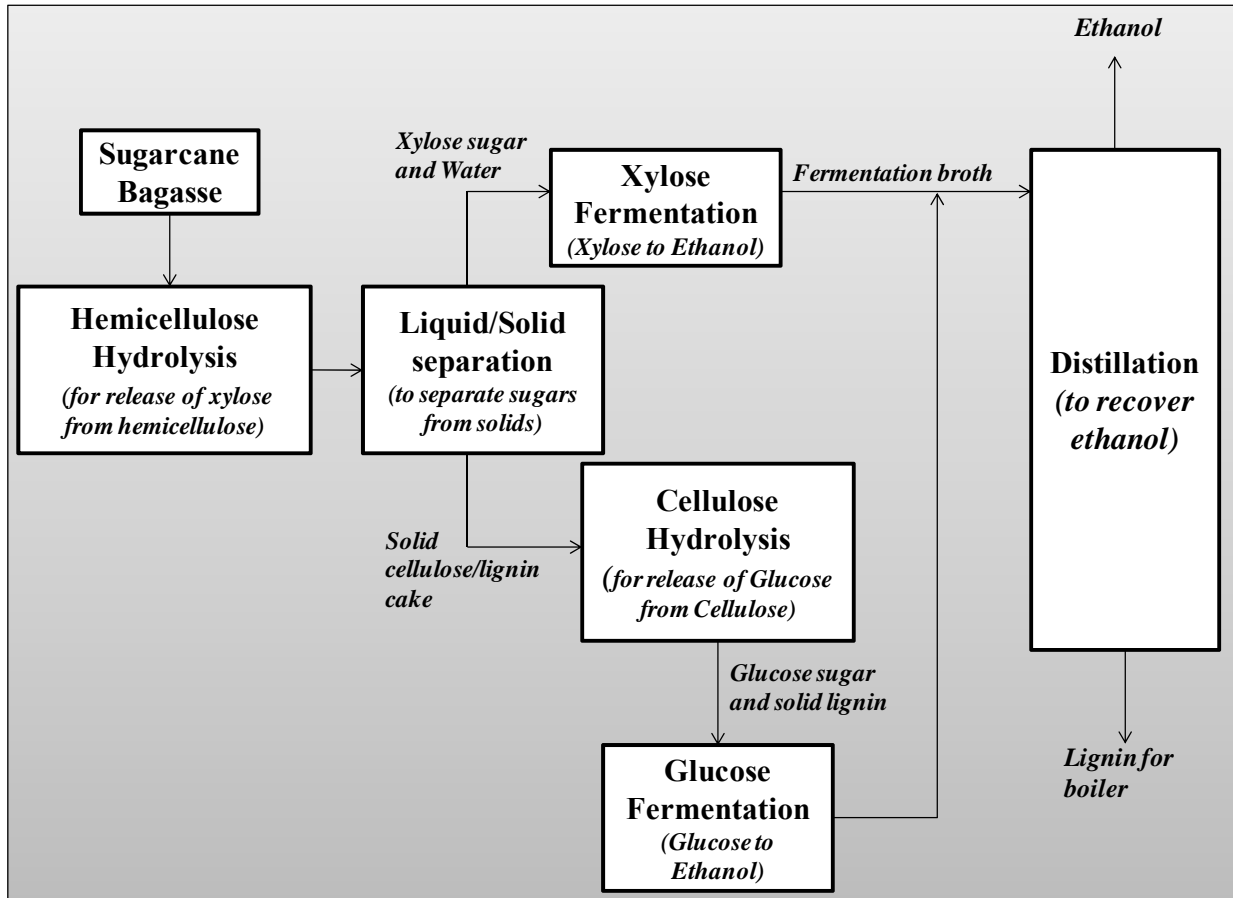 Ethanol
Sugarcane
Bagasse
Xylose sugar
and Water
Xylose
Fermentation
(Xylose to Ethanol)
Fermentation broth
Hemicellulose
Hydrolysis
(for release of xylose
from hemicellulose)
Liquid/Solid
separation
(to separate sugars
from solids)
Distillation
(to recover
ethanol)
Solid
cellulose/lignin
cake
Cellulose
Hydrolysis
(for release of Glucose
from Cellulose)
Glucose sugar
and solid lignin
Glucose
Fermentation
(Glucose to
Ethanol)
Lignin for
boiler